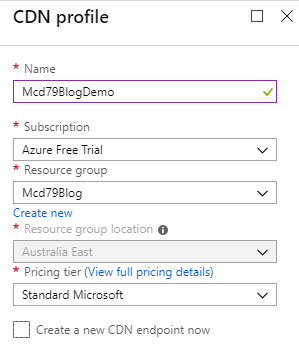 CDN profile
* Name
Mcd79BlogDemo
* Subscription
Azure Free Trial
* Resource group
Mcd79Blog
Create new
* Resource group location
Australia East
* Pricing tier (View full pricing details)
Standard Microsoft
Create a new CDN endpoint now